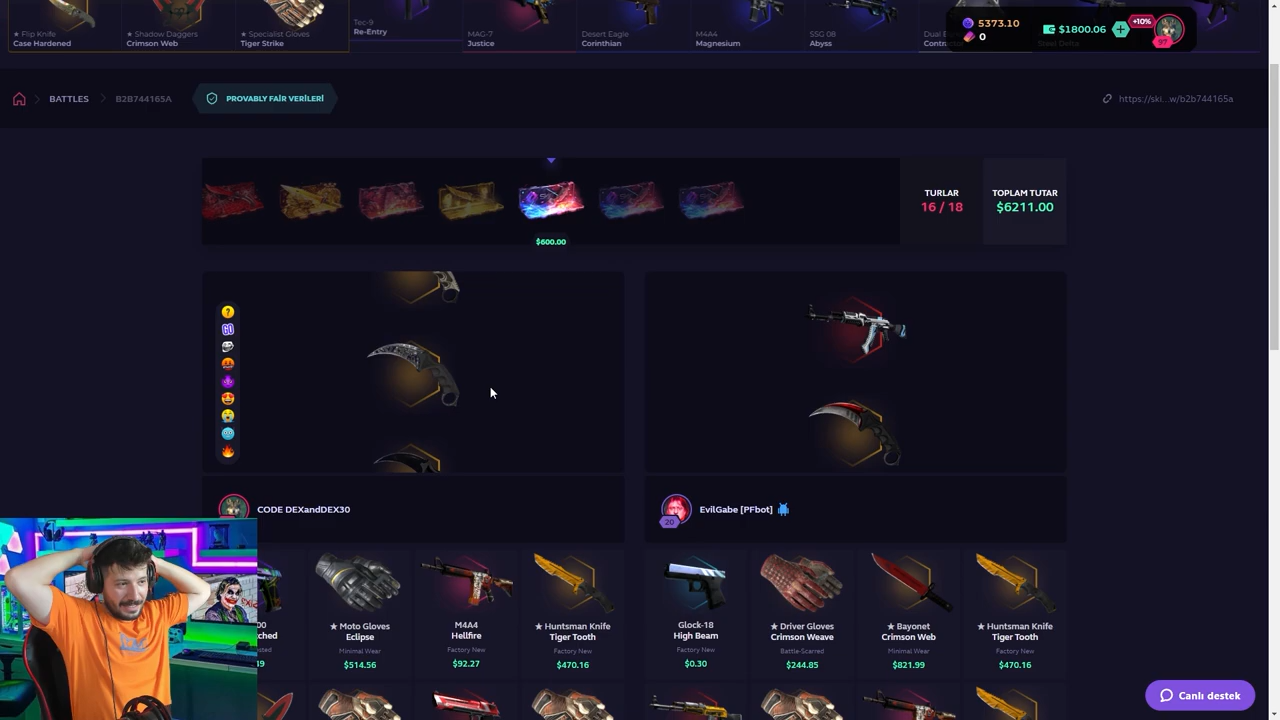 ★ Flip Knife
Case Hardened
★ Shadow Daggers
Crimson Web
★ Specialist Gloves
Tiger Strike
Tec-9
Re-Entry
MAG-7
Justice
Desert Eagle
Corinthian
M4A4
Magnesium
SSG 08
Abyss
5373.10
0
$1800.06
+10%
97
BATTLES
B2B744165A
PROVABLY FAİR VERİLERİ
https://ski...w/b2b744165a
TURLAR
16 / 18
TOPLAM TUTAR
$6211.00
$600.00
CODE DEXandDEX30
EvilGabe [PFbot]
20
★ Moto Gloves
Eclipse
Minimal Wear
$514.56
M4A4
Hellfire
Factory New
$92.27
★ Huntsman Knife
Tiger Tooth
Factory New
$470.16
Glock-18
High Beam
Factory New
$0.30
★ Driver Gloves
Crimson Weave
Battle-Scarred
$244.85
★ Bayonet
Crimson Web
Minimal Wear
$821.99
★ Huntsman Knife
Tiger Tooth
Factory New
$470.16
Canlı destek